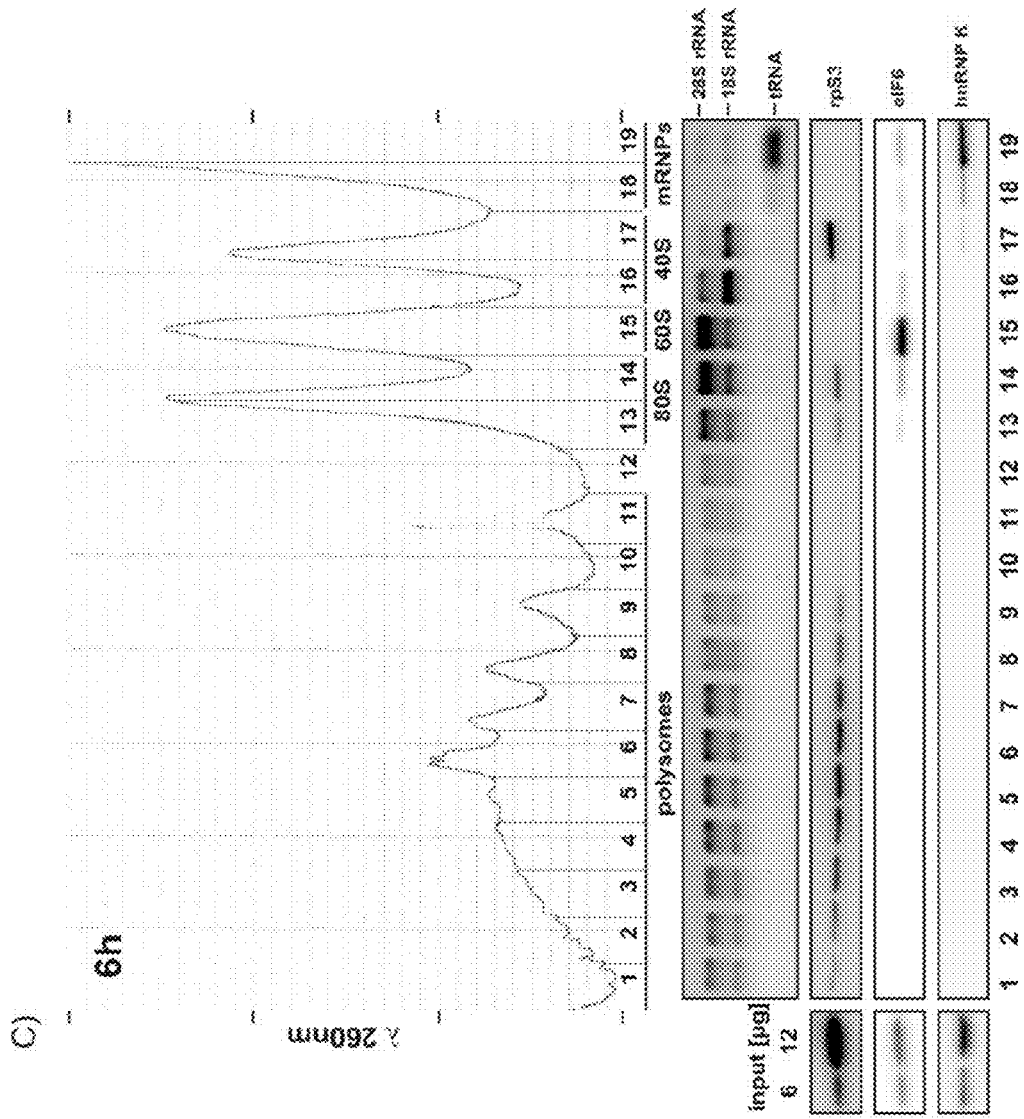 C)
6h
λ 260nm
1 2 3 4 5 6 7 8 9 10 11 12 13 14 15 16 17 18 19
polysomes 80S 60S 40S mRNPs
28S rRNA
18S rRNA
tRNA
input [µg]
6 12
rpS3
eIF6
hnRNP K
1 2 3 4 5 6 7 8 9 10 11 12 13 14 15 16 17 18 19